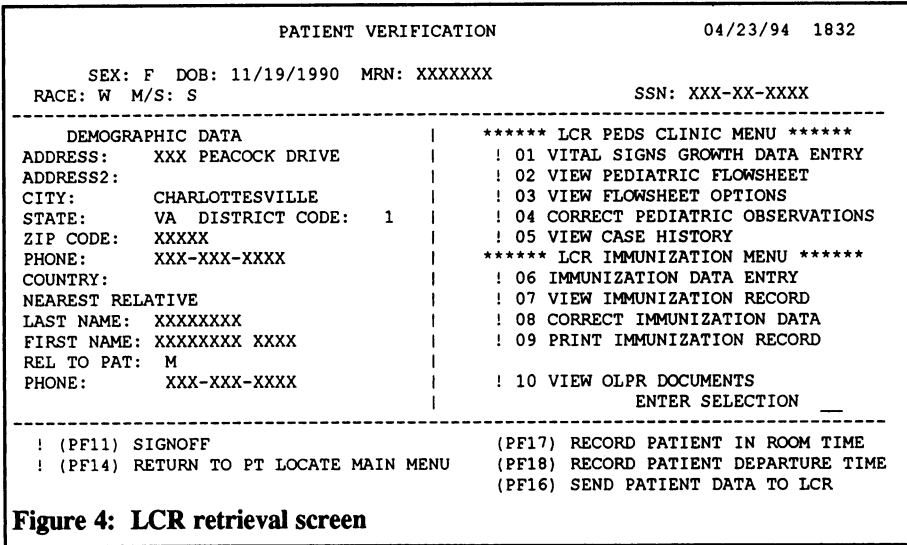 PATIENT VERIFICATION 04/23/94 1832
SEX: F DOB: 11/19/1990 MRN: XXXXXXX
RACE: W M/S: S SSN: XXX-XX-XXXX
DEMOGRAPHIC DATA | ****** LCR PEDS CLINIC MENU ******
ADDRESS: XXX PEACOCK DRIVE | ! 01 VITAL SIGNS GROWTH DATA ENTRY
ADDRESS2: | ! 02 VIEW PEDIATRIC FLOWSHEET
CITY: CHARLOTTESVILLE | ! 03 VIEW FLOWSHEET OPTIONS
STATE: VA DISTRICT CODE: 1 | ! 04 CORRECT PEDIATRIC OBSERVATIONS
ZIP CODE: XXXXX | ! 05 VIEW CASE HISTORY
PHONE: XXX-XXX-XXXX | ****** LCR IMMUNIZATION MENU ******
COUNTRY: | ! 06 IMMUNIZATION DATA ENTRY
NEAREST RELATIVE | ! 07 VIEW IMMUNIZATION RECORD
LAST NAME: XXXXXXXX | ! 08 CORRECT IMMUNIZATION DATA
FIRST NAME: XXXXXXXX XXXX | ! 09 PRINT IMMUNIZATION RECORD
REL TO PAT: M |
PHONE: XXX-XXX-XXXX | ! 10 VIEW OLPR DOCUMENTS
| ENTER SELECTION __
! (PF11) SIGNOFF (PF17) RECORD PATIENT IN ROOM TIME
! (PF14) RETURN TO PT LOCATE MAIN MENU (PF18) RECORD PATIENT DEPARTURE TIME
(PF16) SEND PATIENT DATA TO LCR
Figure 4: LCR retrieval screen